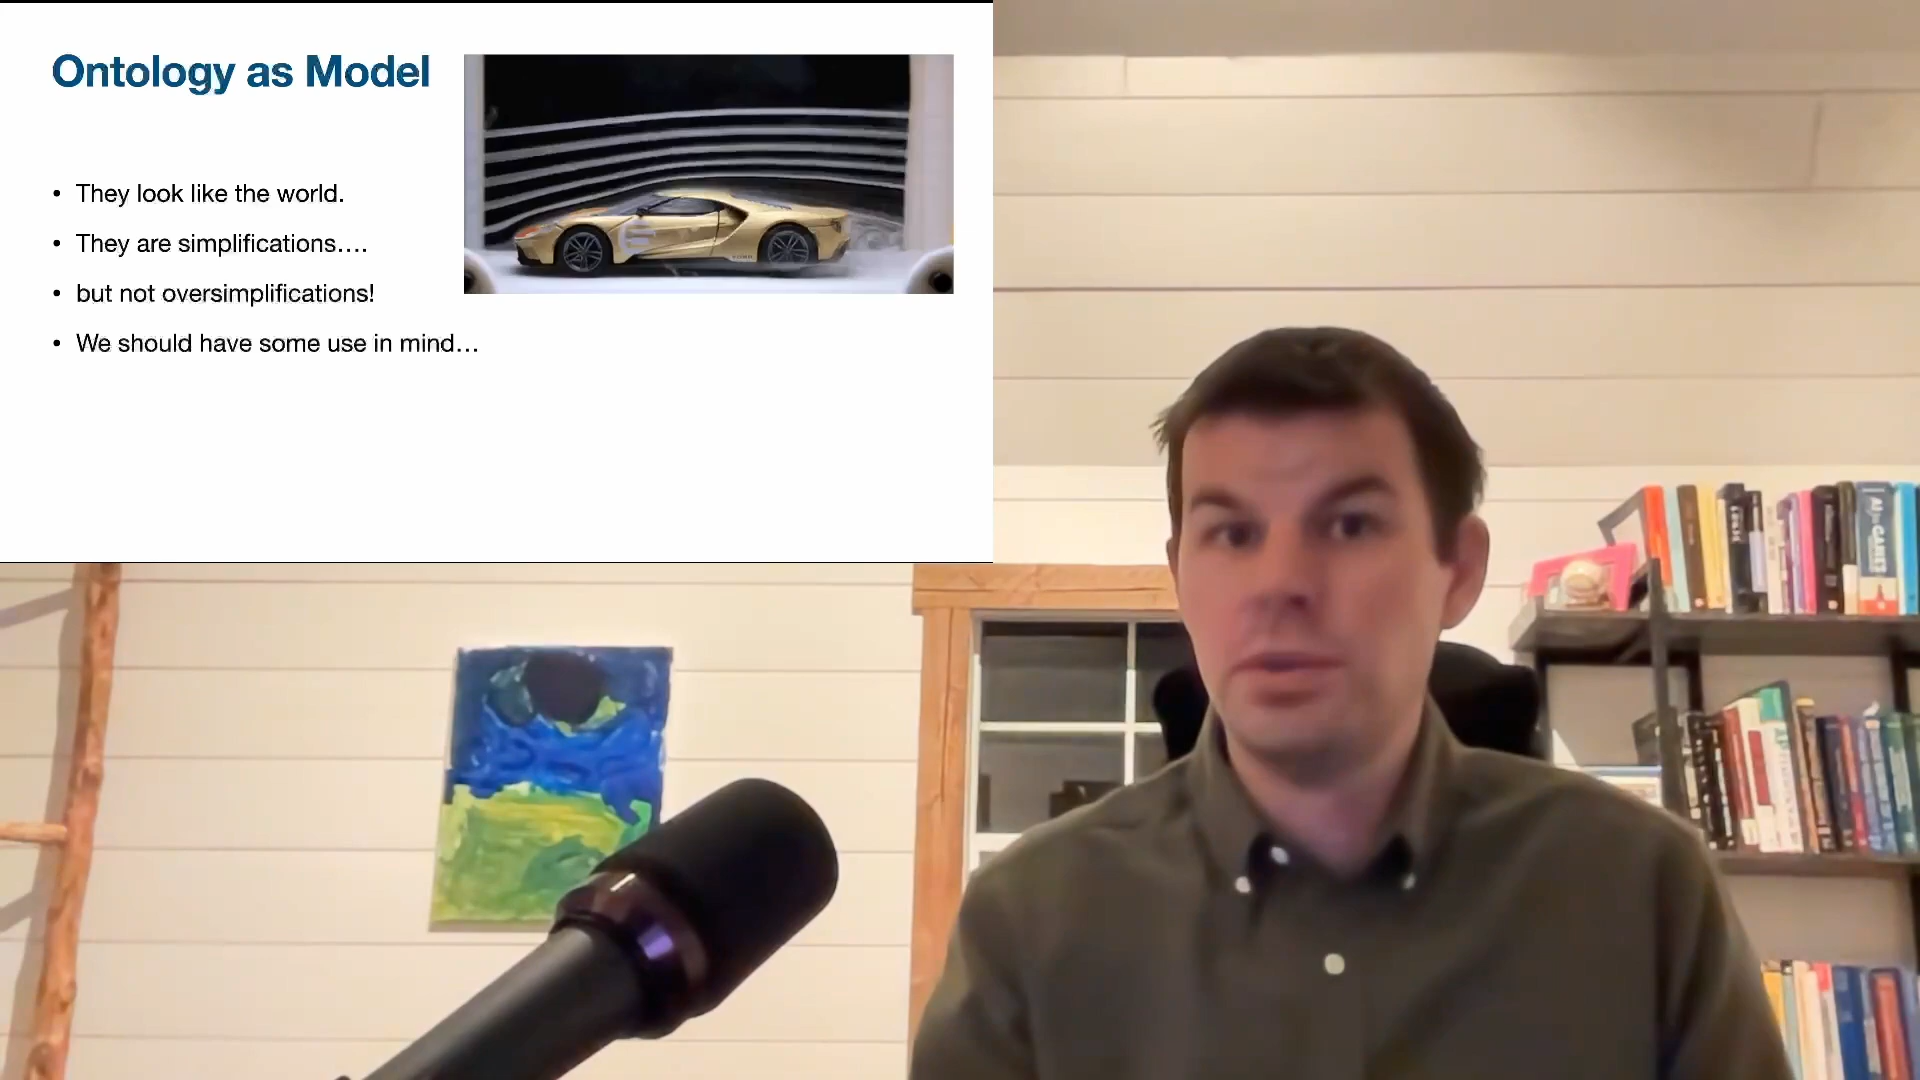 Ontology as Model
• They look like the world.
• They are simplifications….
• but not oversimplifications!
• We should have some use in mind…